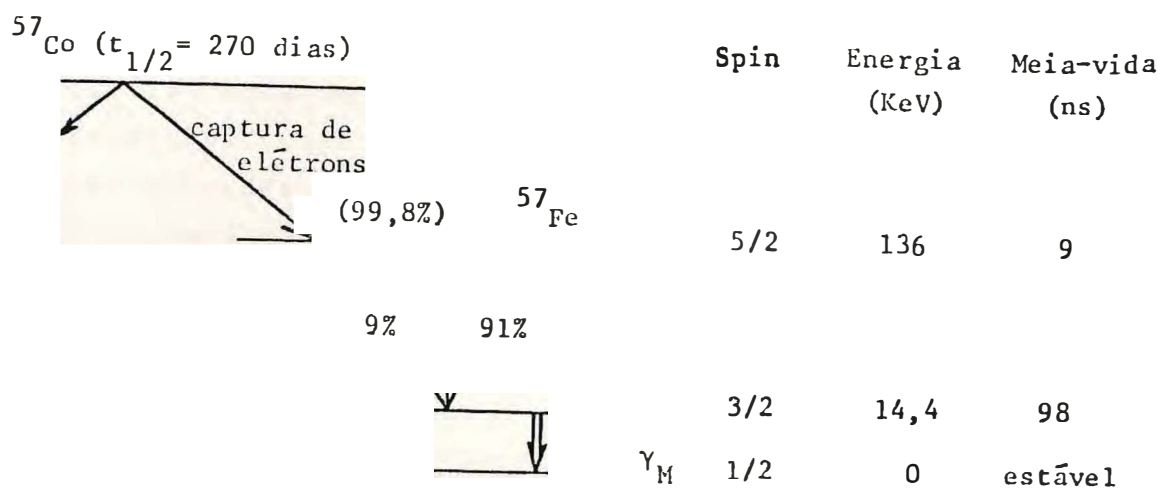 57Co (t1/2= 270 dias)
Spin Energia Meia-vida
(KeV) (ns)
captura de
elétrons
(99,8%) 57Fe
5/2 136 9
9% 91%
3/2 14,4 98
γM 1/2 0 estável